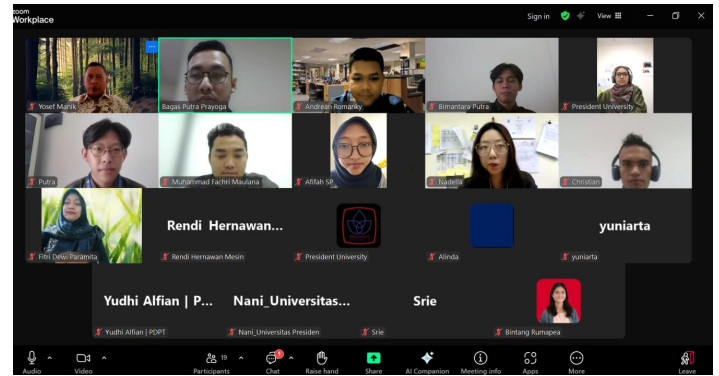 zoom
Workplace
Sign in
View
Yosef Manik
Bagas Putra Prayoga
Andrean Romanky
Bimantara Putra
President University
Putra
Muhammad Fachri Maulana
Afifah SP
Nadella
Christian
Fitri Dewi Paramita
Rendi Hernawan...
Rendi Hernawan Mesin
President University
Alinda
yuniarta
yuniarta
Yudhi Alfian | P...
Yudhi Alfian | PDPT
Nani_Universitas...
Nani_Universitas Presiden
Srie
Srie
Bintang Rumapea
Audio
Video
19
Participants
1
Chat
Raise hand
Share
AI Companion
Meeting info
Apps
More
Leave